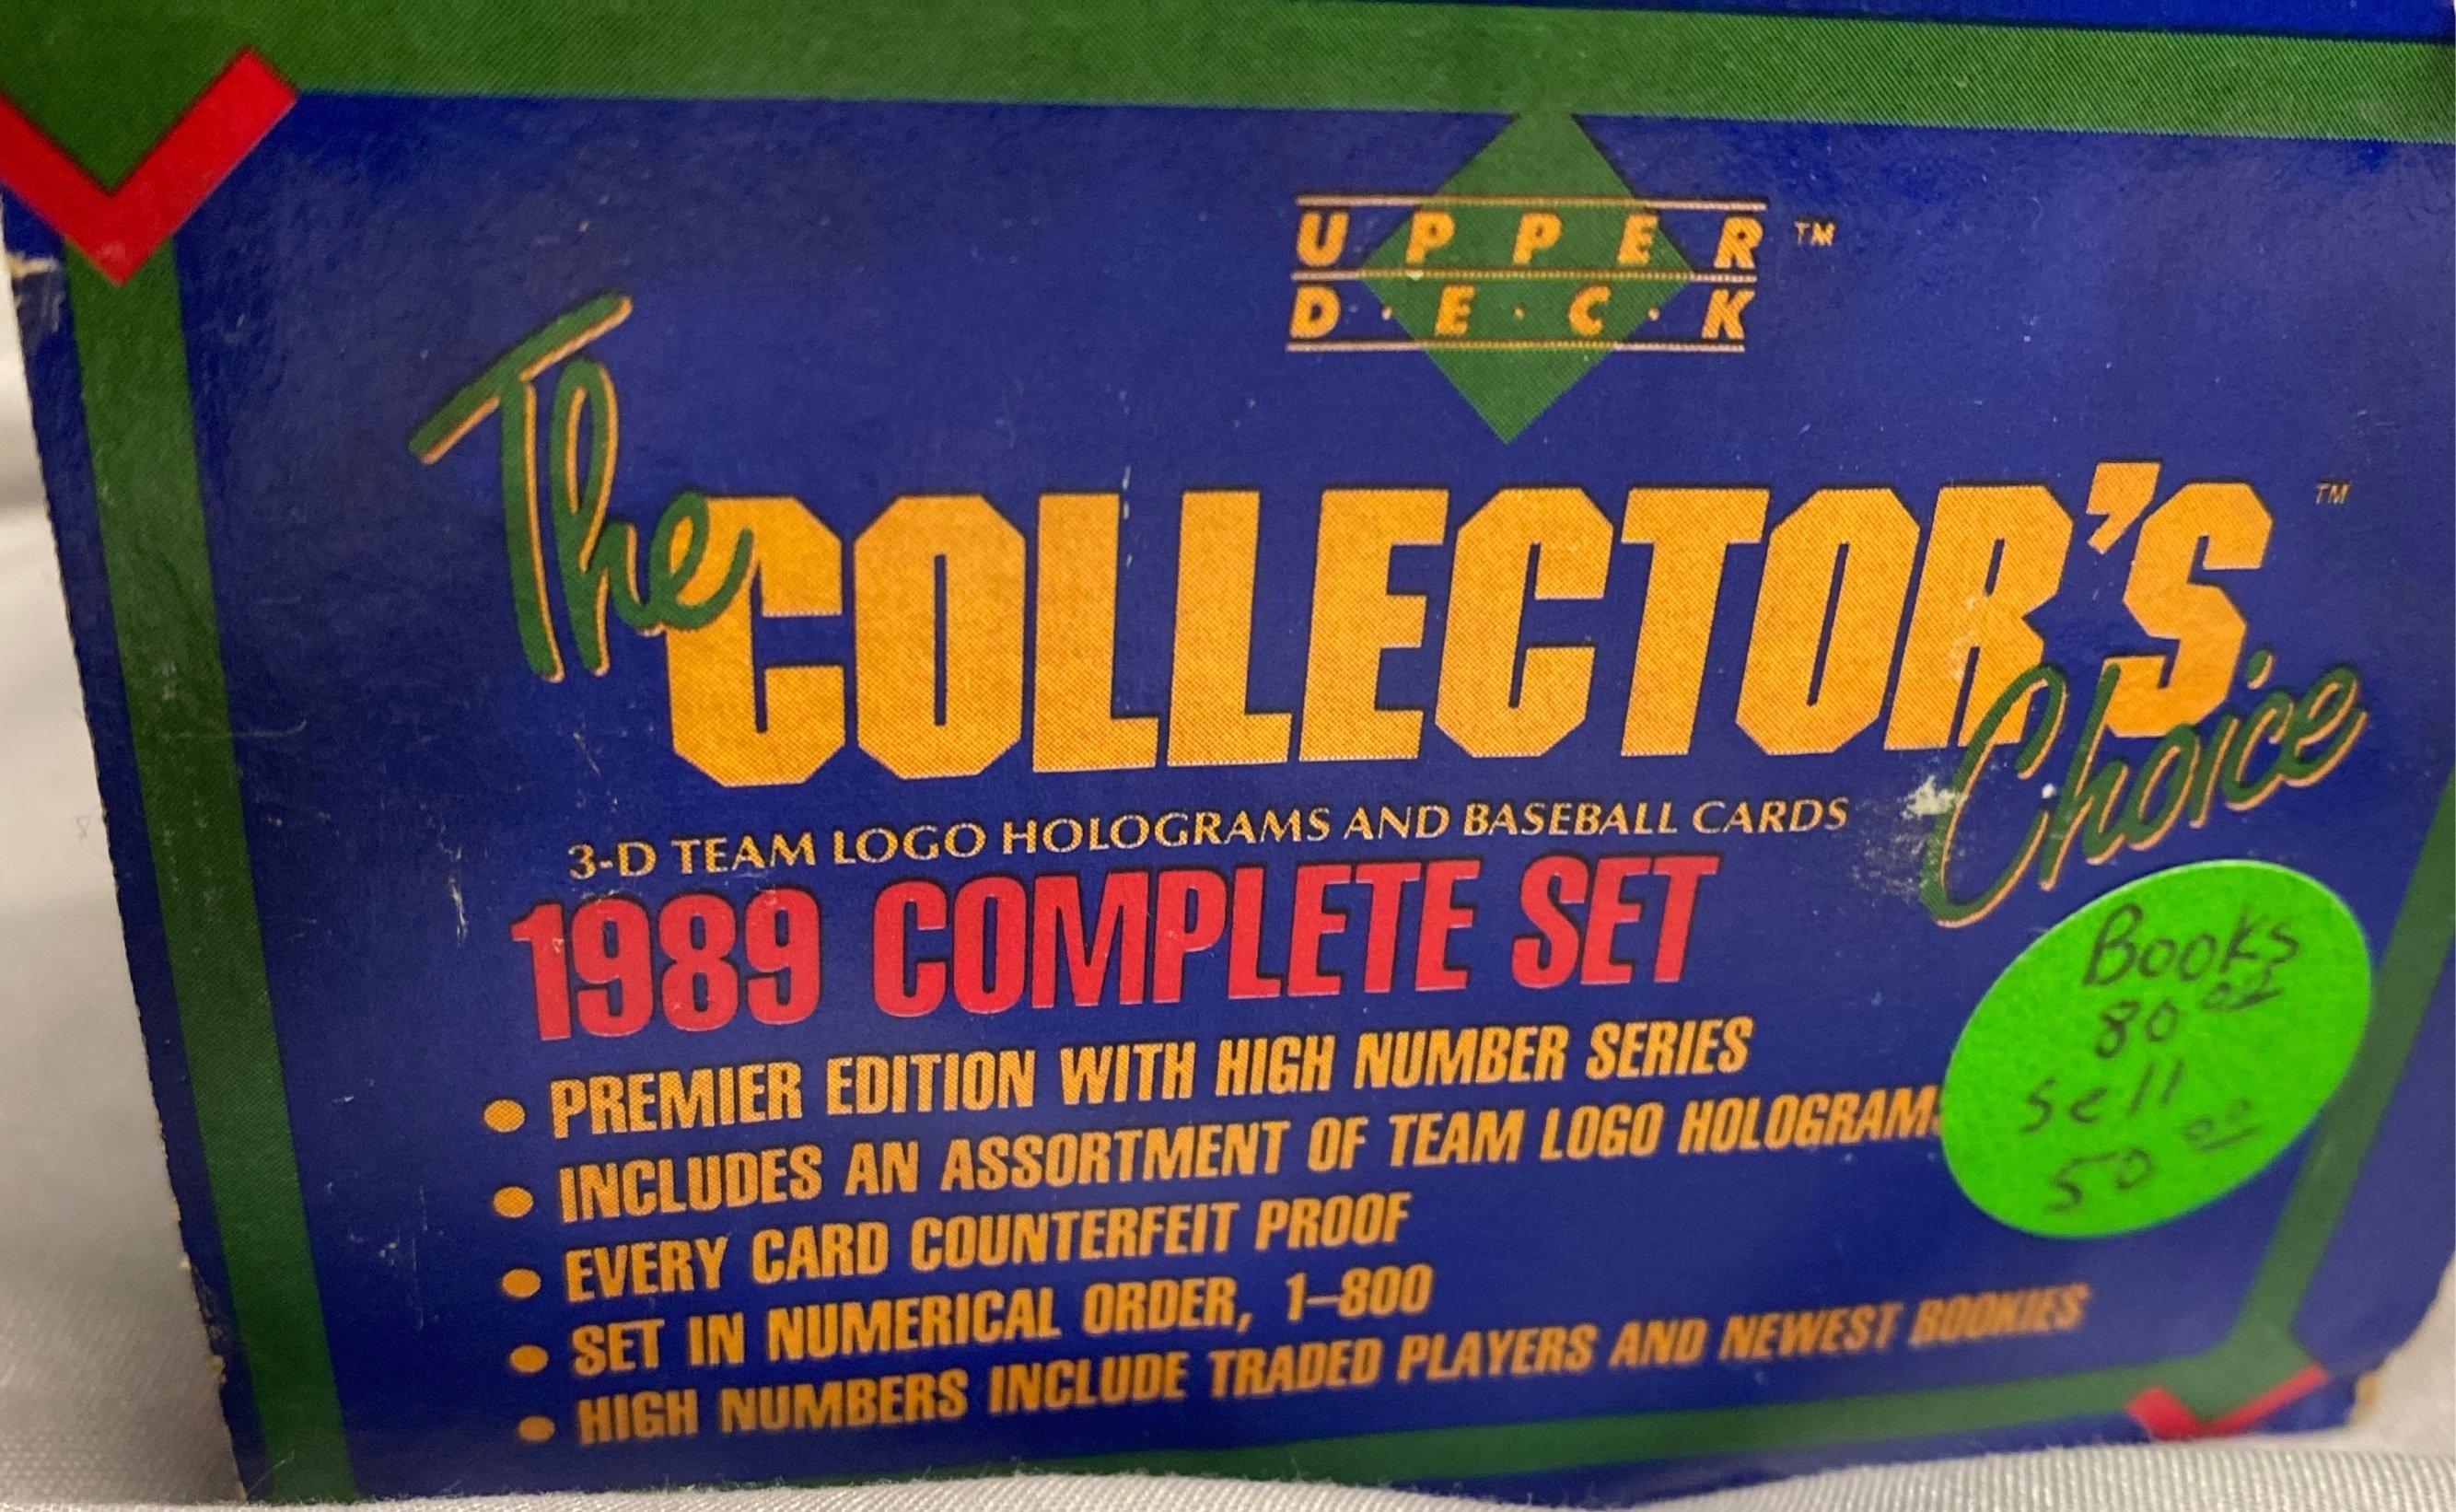 UPPER ™
D·E·C·K
The COLLECTOR'S ™
Choice
3-D TEAM LOGO HOLOGRAMS AND BASEBALL CARDS
1989 COMPLETE SET
• PREMIER EDITION WITH HIGH NUMBER SERIES
• INCLUDES AN ASSORTMENT OF TEAM LOGO HOLOGRAMS
• EVERY CARD COUNTERFEIT PROOF
• SET IN NUMERICAL ORDER, 1–800
• HIGH NUMBERS INCLUDE TRADED PLAYERS AND NEWEST ROOKIES
Books
80 00
Sell
50 00